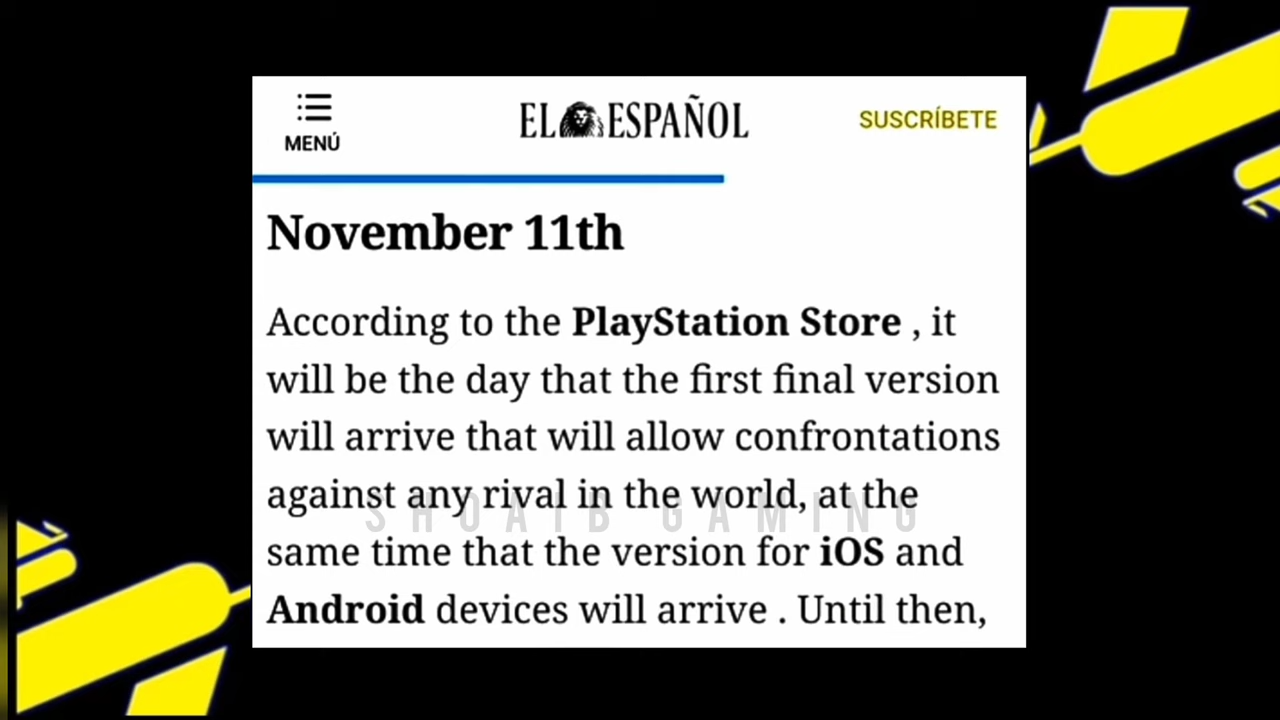 MENÚ
EL ESPAÑOL
SUSCRÍBETE
November 11th
According to the PlayStation Store , it
will be the day that the first final version
will arrive that will allow confrontations
against any rival in the world, at the
SHOAIB GAMING
same time that the version for iOS and
Android devices will arrive . Until then,